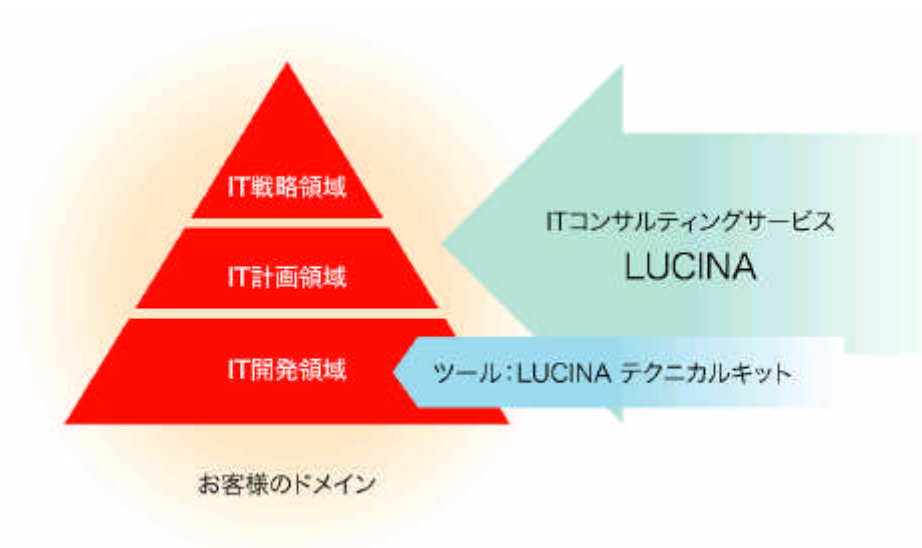 IT戦略領域
IT計画領域
IT開発領域
ITコンサルティングサービス
LUCINA
ツール：LUCINA テクニカルキット
お客様のドメイン